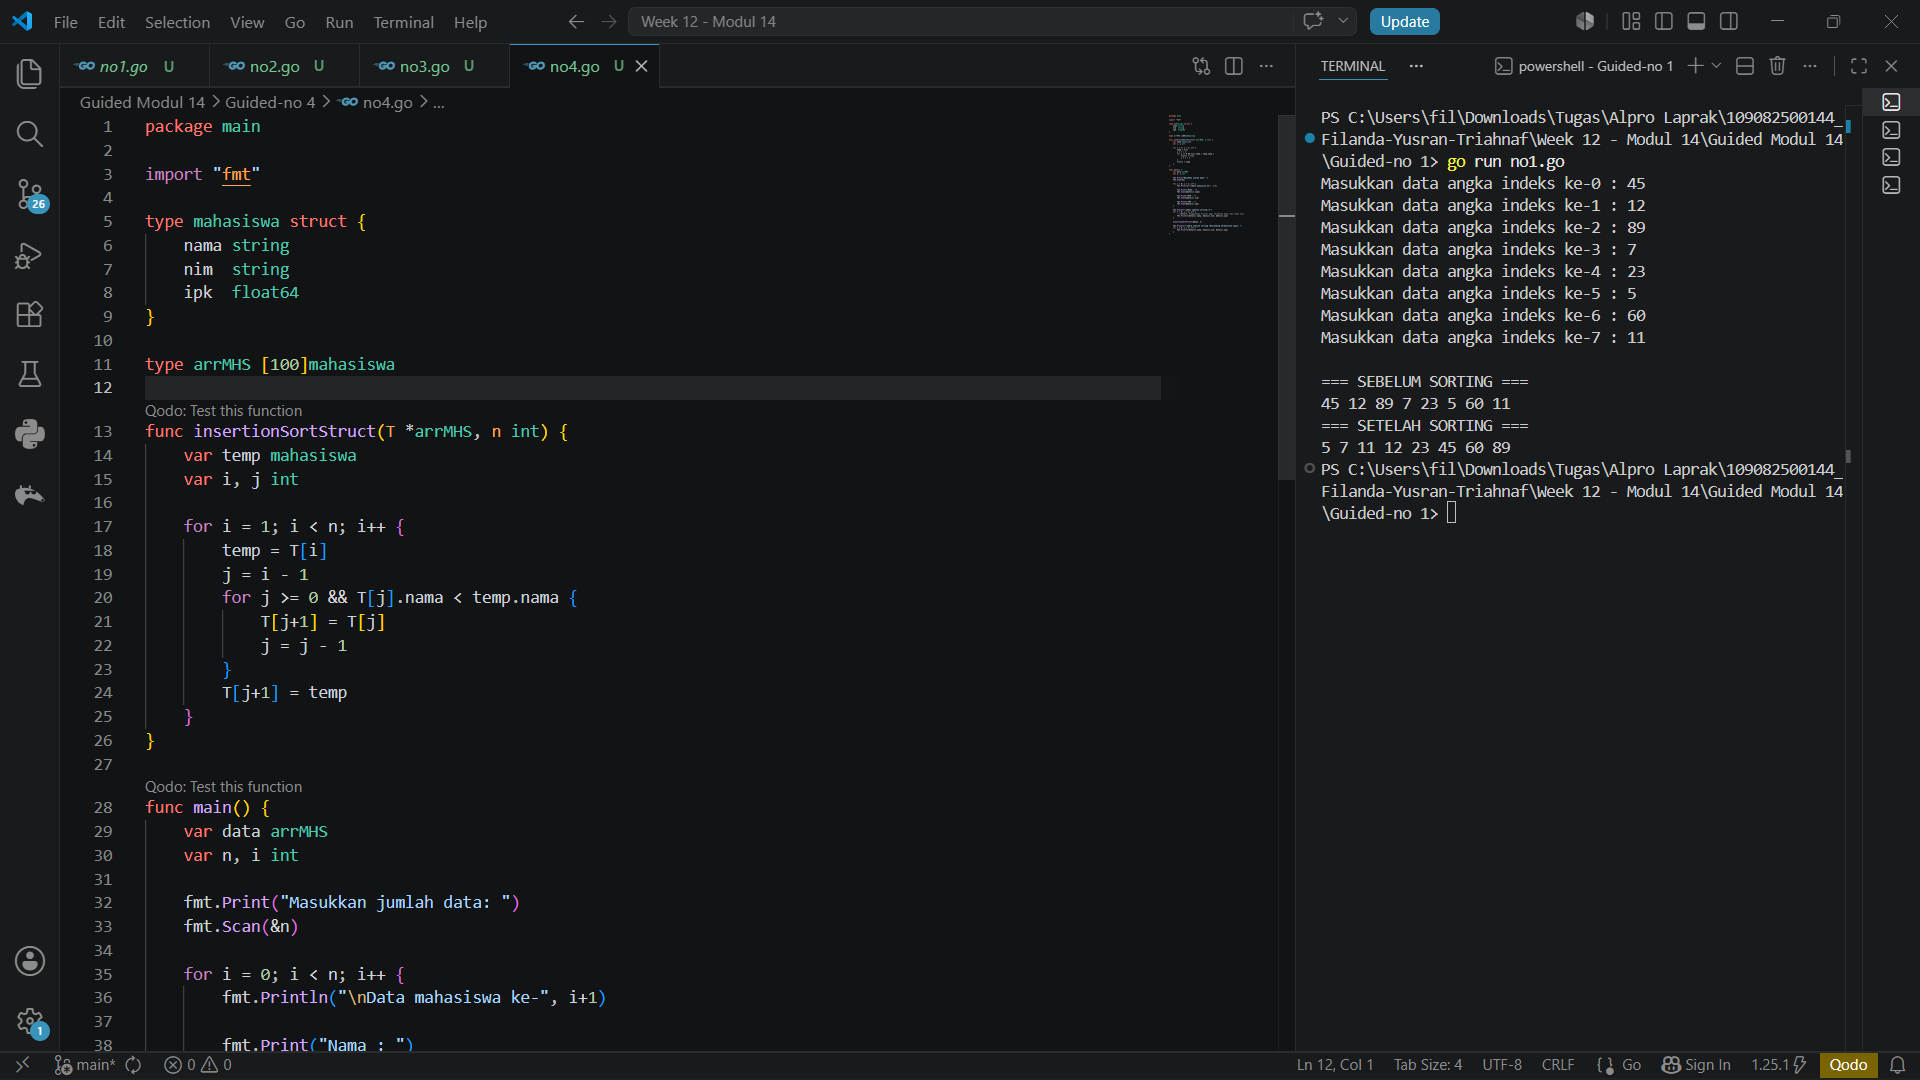 File Edit Selection View Go Run Terminal Help
Week 12 - Modul 14
Update
no1.go U
no2.go U
no3.go U
no4.go U
Guided Modul 14 > Guided-no 4 > no4.go > ...
1 package main
2
3 import "fmt"
4
5 type mahasiswa struct {
6 nama string
7 nim string
8 ipk float64
9 }
10
11 type arrMHS [100]mahasiswa
12
Qodo: Test this function
13 func insertionSortStruct(T *arrMHS, n int) {
14 var temp mahasiswa
15 var i, j int
16
17 for i = 1; i < n; i++ {
18 temp = T[i]
19 j = i - 1
20 for j >= 0 && T[j].nama < temp.nama {
21 T[j+1] = T[j]
22 j = j - 1
23 }
24 T[j+1] = temp
25 }
26 }
27
Qodo: Test this function
28 func main() {
29 var data arrMHS
30 var n, i int
31
32 fmt.Print("Masukkan jumlah data: ")
33 fmt.Scan(&n)
34
35 for i = 0; i < n; i++ {
36 fmt.Println("\nData mahasiswa ke-", i+1)
37
38 fmt.Print("Nama : ")
TERMINAL
powershell - Guided-no 1
PS C:\Users\fil\Downloads\Tugas\Alpro Laprak\109082500144_
Filanda-Yusran-Triahnaf\Week 12 - Modul 14\Guided Modul 14
\Guided-no 1> go run no1.go
Masukkan data angka indeks ke-0 : 45
Masukkan data angka indeks ke-1 : 12
Masukkan data angka indeks ke-2 : 89
Masukkan data angka indeks ke-3 : 7
Masukkan data angka indeks ke-4 : 23
Masukkan data angka indeks ke-5 : 5
Masukkan data angka indeks ke-6 : 60
Masukkan data angka indeks ke-7 : 11
=== SEBELUM SORTING ===
45 12 89 7 23 5 60 11
=== SETELAH SORTING ===
5 7 11 12 23 45 60 89
PS C:\Users\fil\Downloads\Tugas\Alpro Laprak\109082500144_
Filanda-Yusran-Triahnaf\Week 12 - Modul 14\Guided Modul 14
\Guided-no 1>
26
1
main* 0 0
Ln 12, Col 1 Tab Size: 4 UTF-8 CRLF {} Go Sign In 1.25.1 Qodo